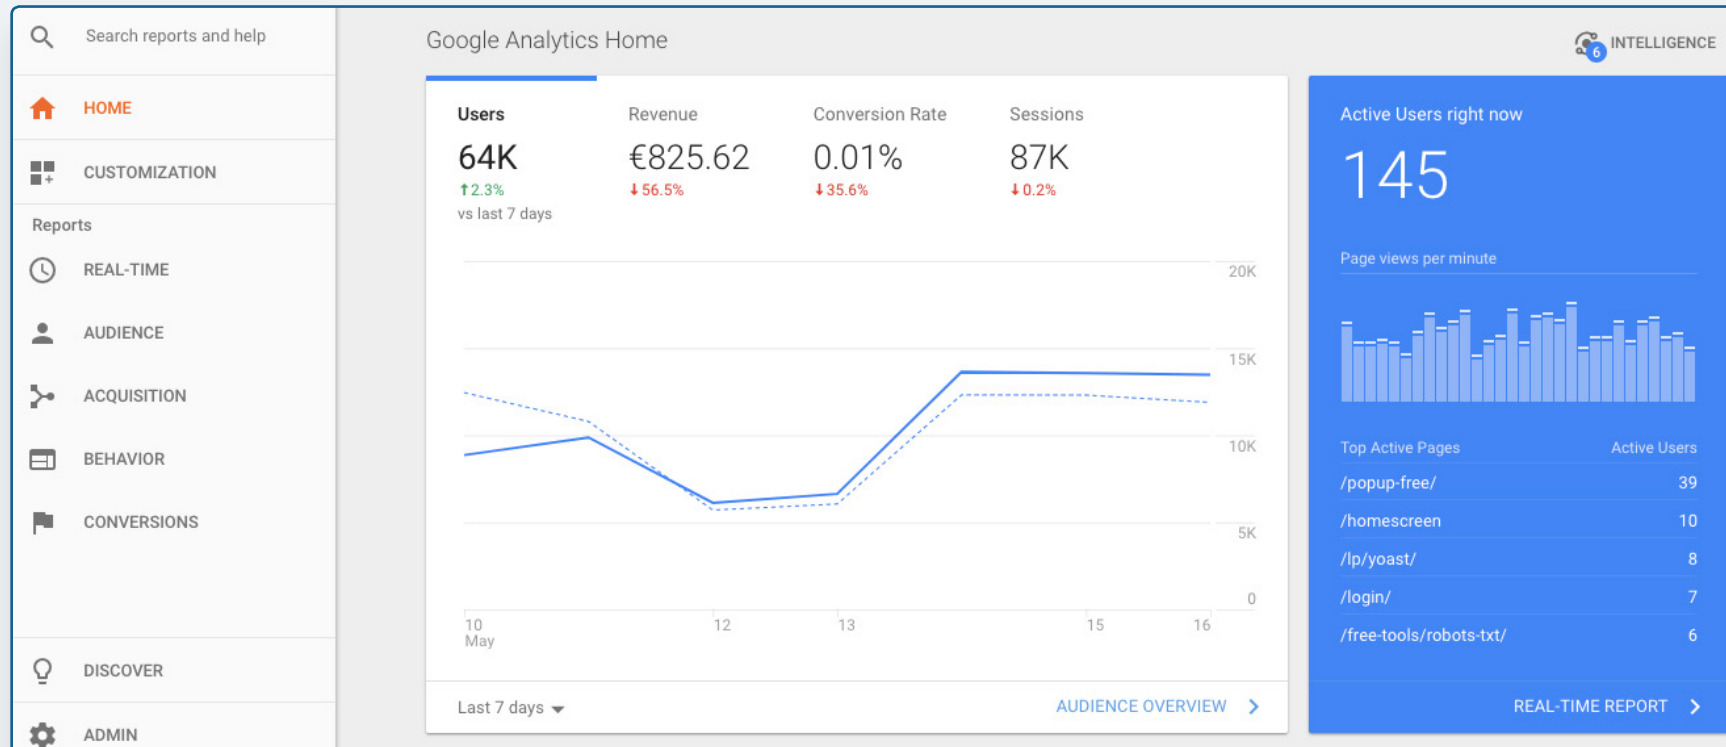 Search reports and help
HOME
CUSTOMIZATION
Reports
REAL-TIME
AUDIENCE
ACQUISITION
BEHAVIOR
CONVERSIONS
DISCOVER
ADMIN
Google Analytics Home
6 INTELLIGENCE
Users Revenue Conversion Rate Sessions
64K €825.62 0.01% 87K
↑2.3% ↓56.5% ↓35.6% ↓0.2%
vs last 7 days
20K
15K
10K
5K
0
10 12 13 15 16
May
Last 7 days AUDIENCE OVERVIEW
Active Users right now
145
Page views per minute
Top Active Pages Active Users
/popup-free/ 39
/homescreen 10
/lp/yoast/ 8
/login/ 7
/free-tools/robots-txt/ 6
REAL-TIME REPORT